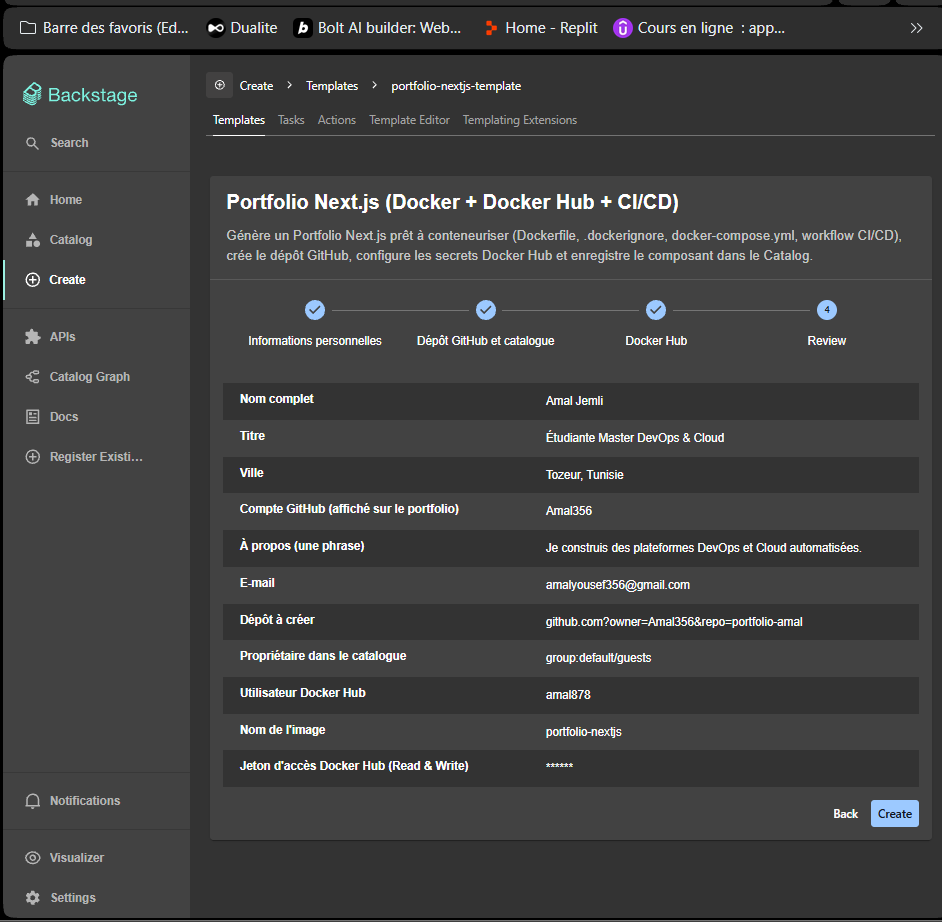 Barre des favoris (Ed...
Dualite
Bolt AI builder: Web...
Home - Replit
Cours en ligne : app...
Backstage
Search
Home
Catalog
Create
APIs
Catalog Graph
Docs
Register Existi...
Notifications
Visualizer
Settings
Create > Templates > portfolio-nextjs-template
Templates Tasks Actions Template Editor Templating Extensions
Portfolio Next.js (Docker + Docker Hub + CI/CD)
Génère un Portfolio Next.js prêt à conteneuriser (Dockerfile, .dockerignore, docker-compose.yml, workflow CI/CD),
crée le dépôt GitHub, configure les secrets Docker Hub et enregistre le composant dans le Catalog.
4
Informations personnelles Dépôt GitHub et catalogue Docker Hub Review
Nom complet Amal Jemli
Titre Étudiante Master DevOps & Cloud
Ville Tozeur, Tunisie
Compte GitHub (affiché sur le portfolio) Amal356
À propos (une phrase) Je construis des plateformes DevOps et Cloud automatisées.
E-mail amalyousef356@gmail.com
Dépôt à créer github.com?owner=Amal356&repo=portfolio-amal
Propriétaire dans le catalogue group:default/guests
Utilisateur Docker Hub amal878
Nom de l'image portfolio-nextjs
Jeton d'accès Docker Hub (Read & Write) ******
Back Create